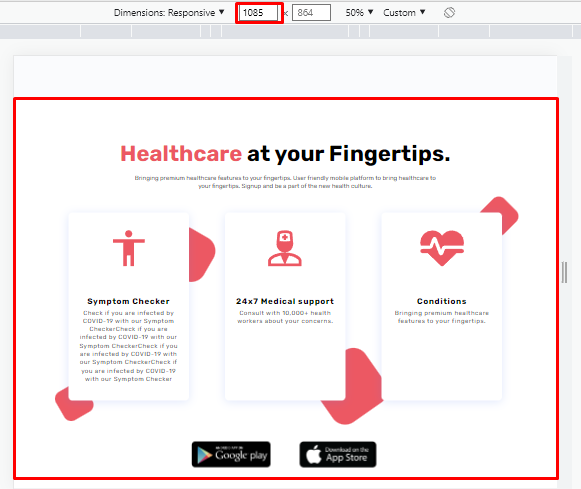 Dimensions: Responsive ▼ 1085 × 864 50% ▼ Custom ▼
Healthcare at your Fingertips.
Bringing premium healthcare features to your fingertips. User friendly mobile platform to bring healthcare to
your fingertips. Signup and be a part of the new health culture.
Symptom Checker
Check if you are infected by
COVID-19 with our Symptom
CheckerCheck if you are
infected by COVID-19 with our
Symptom CheckerCheck if you
are infected by COVID-19 with
our Symptom CheckerCheck if
you are infected by COVID-19
with our Symptom Checker
24x7 Medical support
Consult with 10,000+ health
workers about your concerns.
Conditions
Bringing premium healthcare
features to your fingertips.
Google play
Download on the
App Store